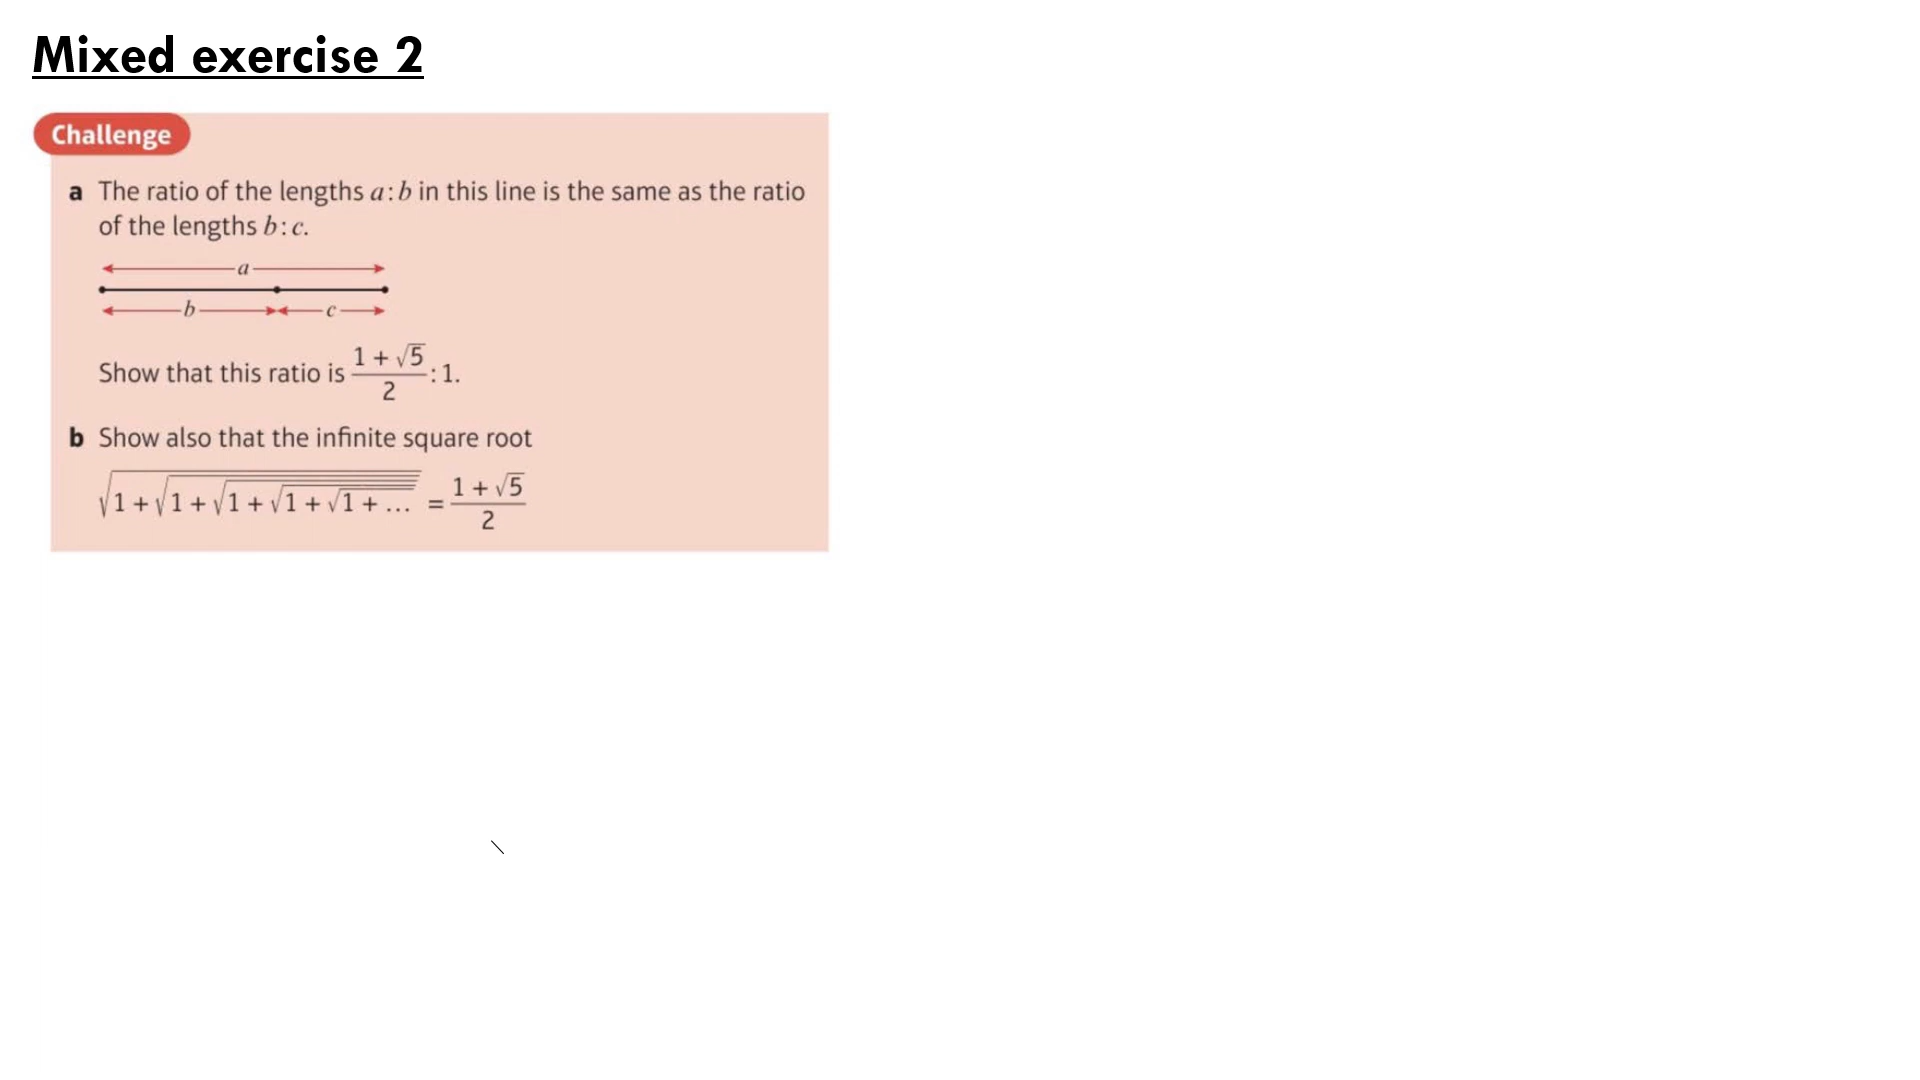 Mixed exercise 2
Challenge
a The ratio of the lengths a : b in this line is the same as the ratio
of the lengths b : c.
a
b c
Show that this ratio is (1 + √5)/2 : 1.
b Show also that the infinite square root
√(1 + √(1 + √(1 + √(1 + √(1 + ...))))) = (1 + √5)/2